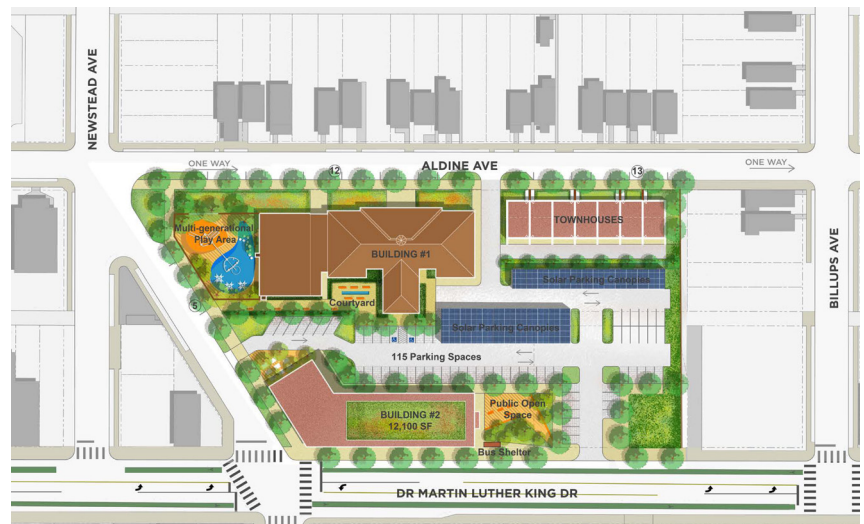 NEWSTEAD AVE
ONE WAY
12
ALDINE AVE
13
ONE WAY
Multi-generational
Play Area
BUILDING #1
TOWNHOUSES
BILLUPS AVE
Solar Parking Canopies
Courtyard
6
Solar Parking Canopies
115 Parking Spaces
BUILDING #2
12,100 SF
Public Open
Space
Bus Shelter
DR MARTIN LUTHER KING DR